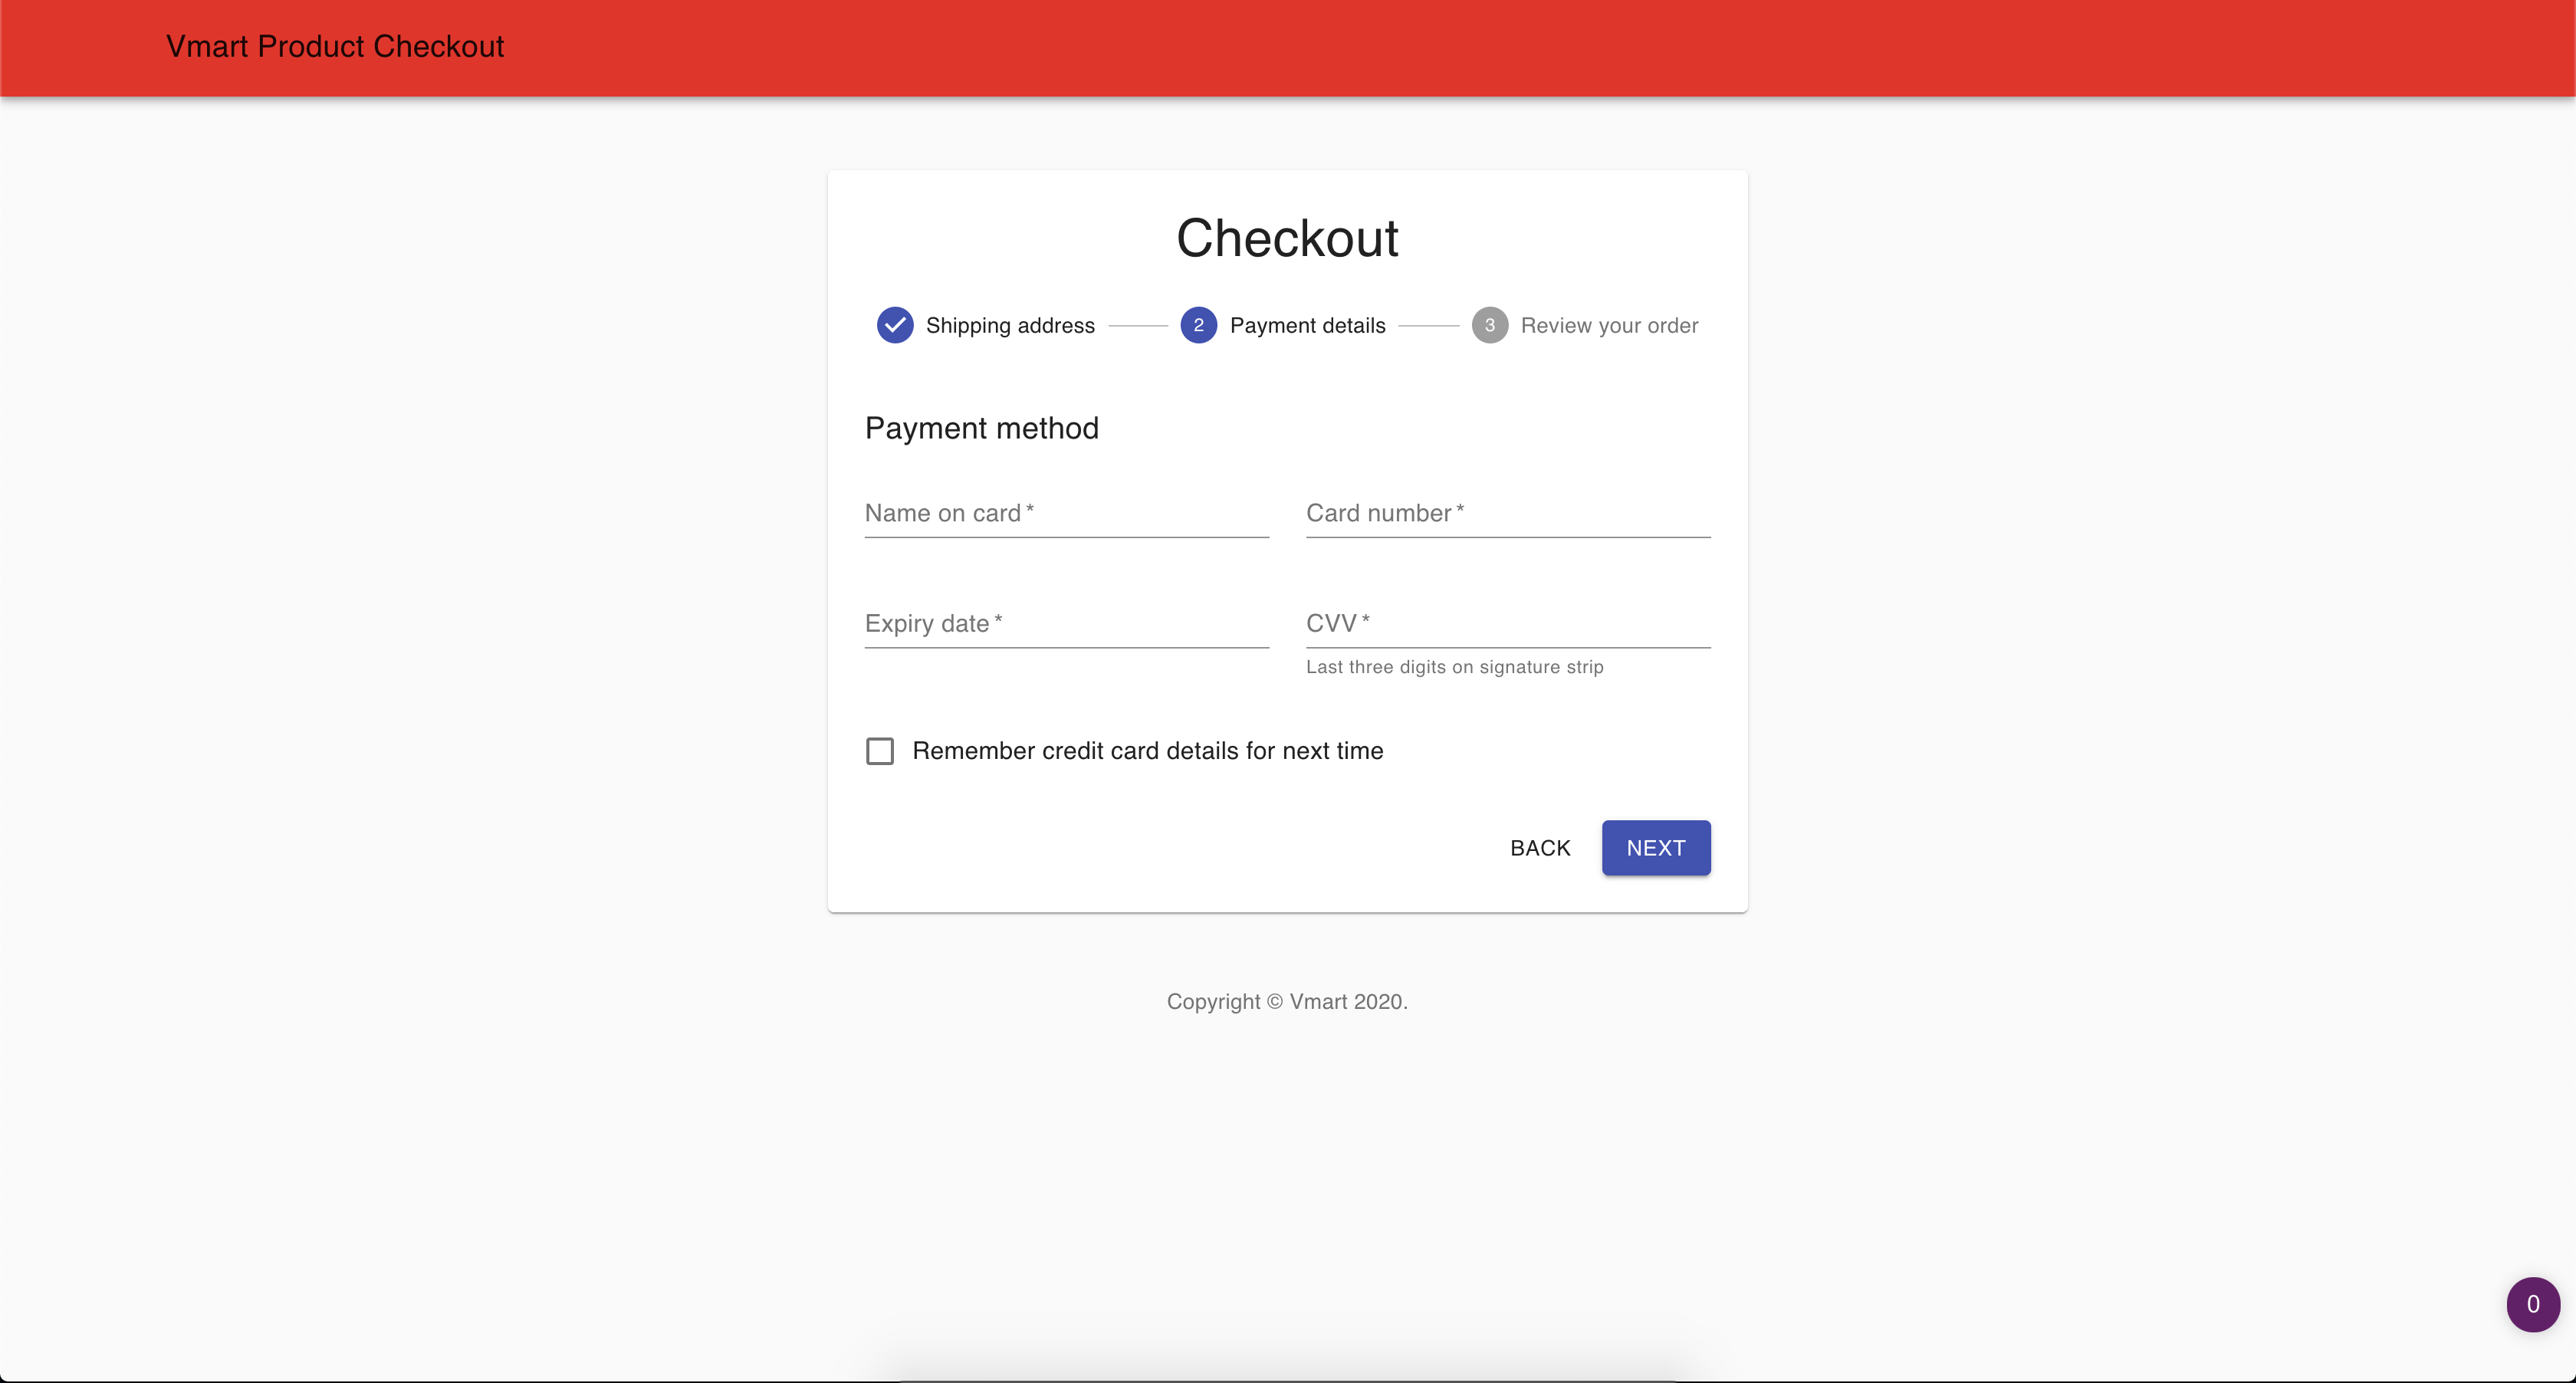 Vmart Product Checkout
Checkout
Shipping address 2 Payment details 3 Review your order
Payment method
Name on card * Card number *
Expiry date * CVV *
Last three digits on signature strip
Remember credit card details for next time
BACK NEXT
Copyright © Vmart 2020.
0